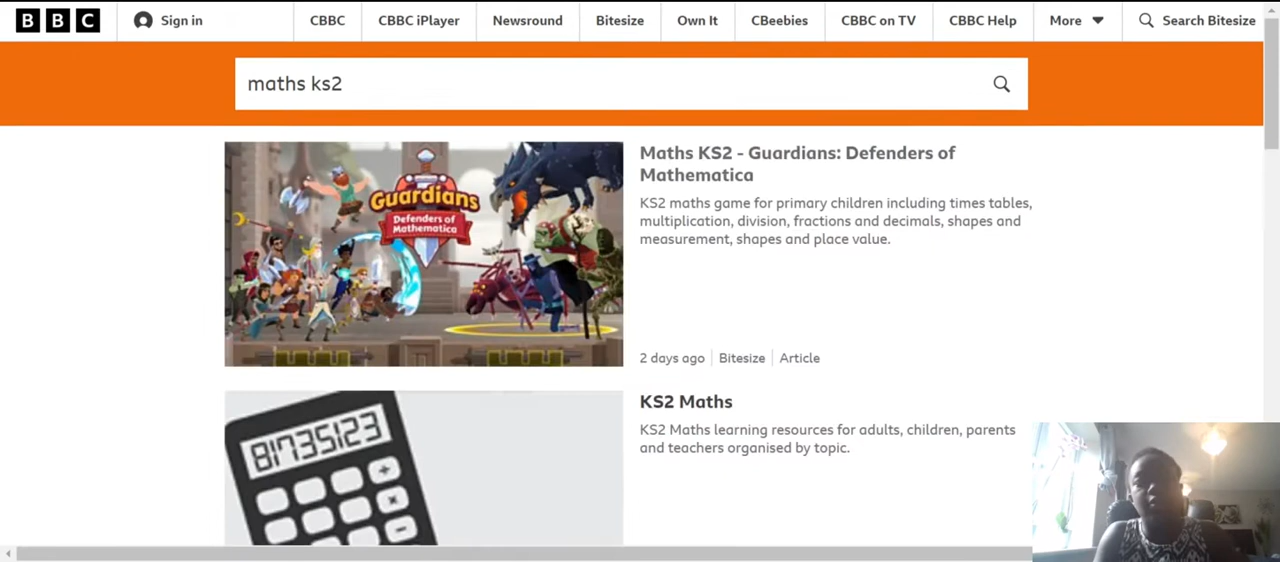 BBC Sign in CBBC CBBC iPlayer Newsround Bitesize Own It CBeebies CBBC on TV CBBC Help More Search Bitesize
maths ks2
Guardians
Defenders of
Mathematica
Maths KS2 - Guardians: Defenders of
Mathematica
KS2 maths game for primary children including times tables,
multiplication, division, fractions and decimals, shapes and
measurement, shapes and place value.
2 days ago Bitesize Article
81735123
+
×
−
KS2 Maths
KS2 Maths learning resources for adults, children, parents
and teachers organised by topic.